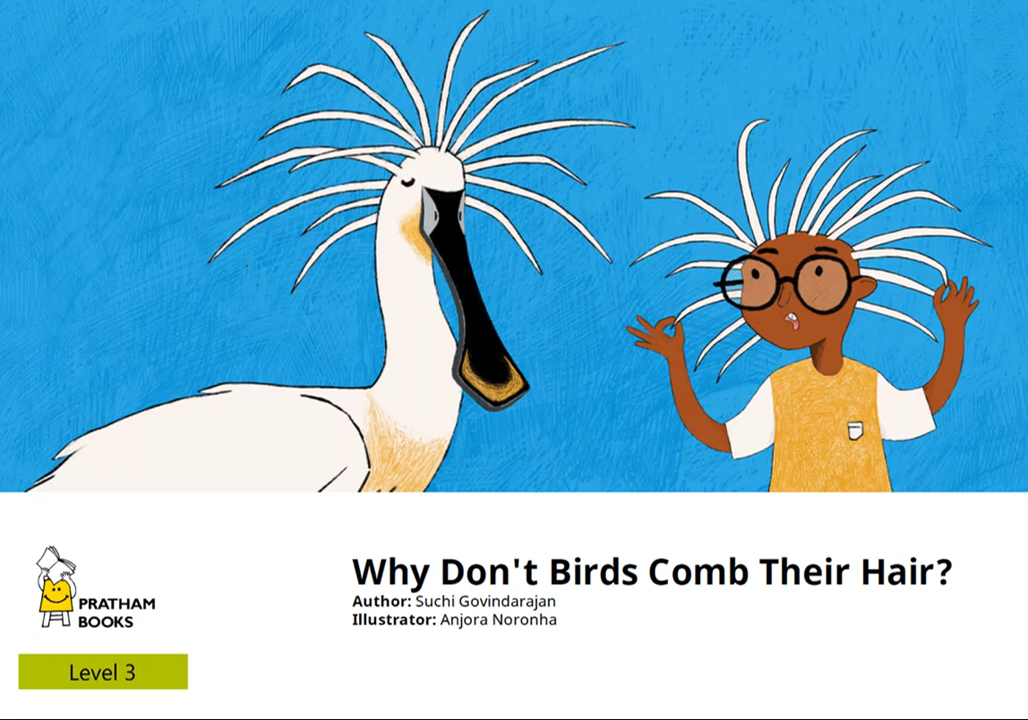 Why Don't Birds Comb Their Hair?
Author: Suchi Govindarajan
Illustrator: Anjora Noronha
PRATHAM
BOOKS
Level 3